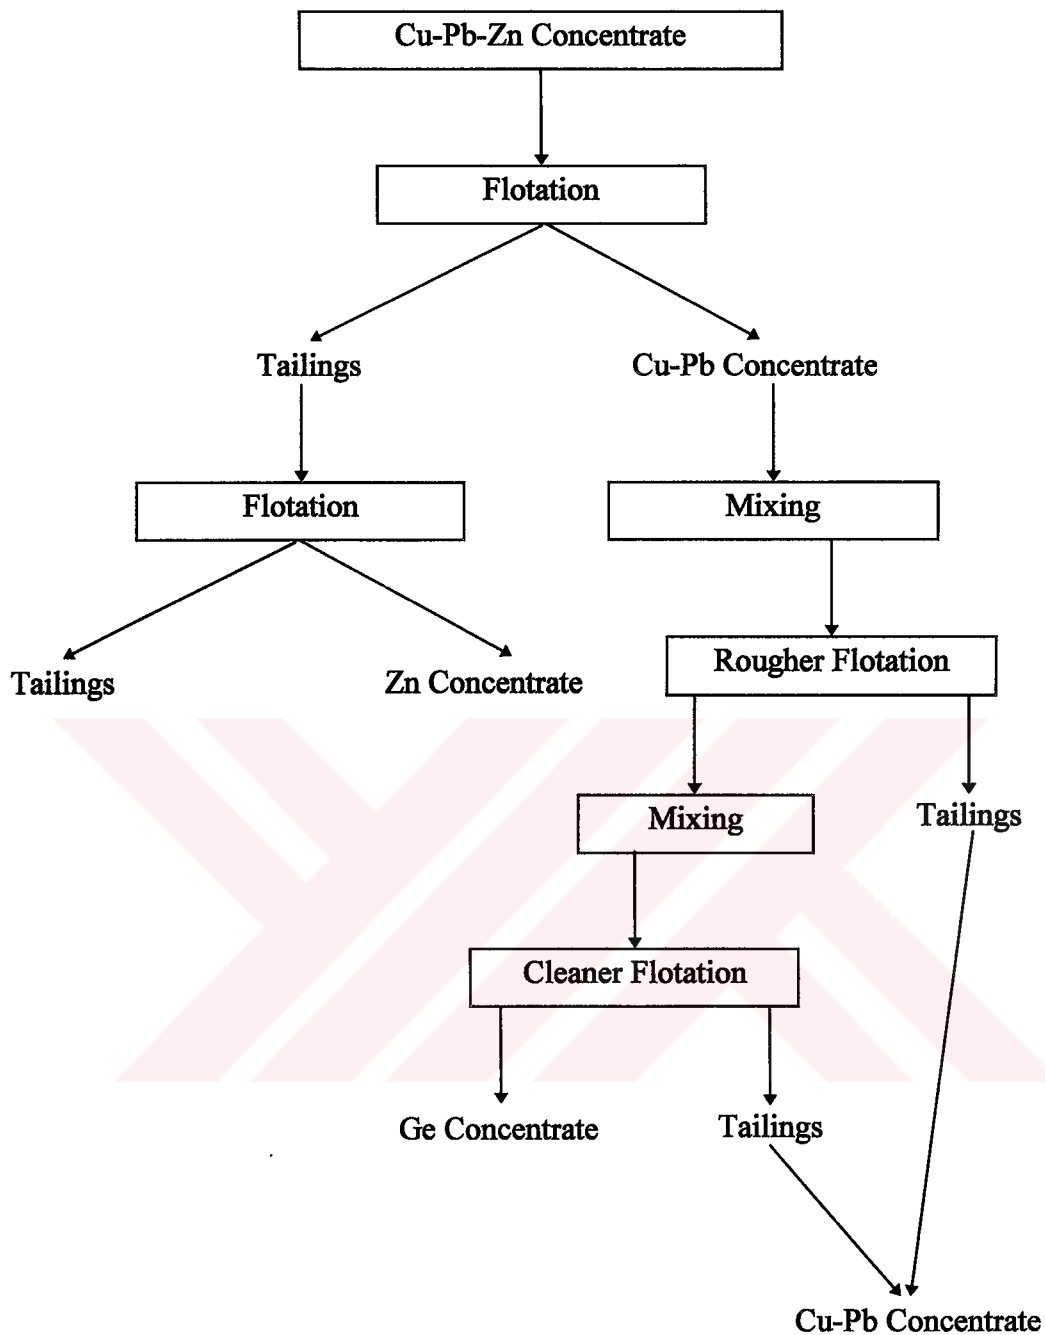 Cu-Pb-Zn Concentrate
Flotation
Tailings
Cu-Pb Concentrate
Flotation
Mixing
Tailings
Zn Concentrate
Rougher Flotation
Mixing
Tailings
Cleaner Flotation
Ge Concentrate
Tailings
Cu-Pb Concentrate